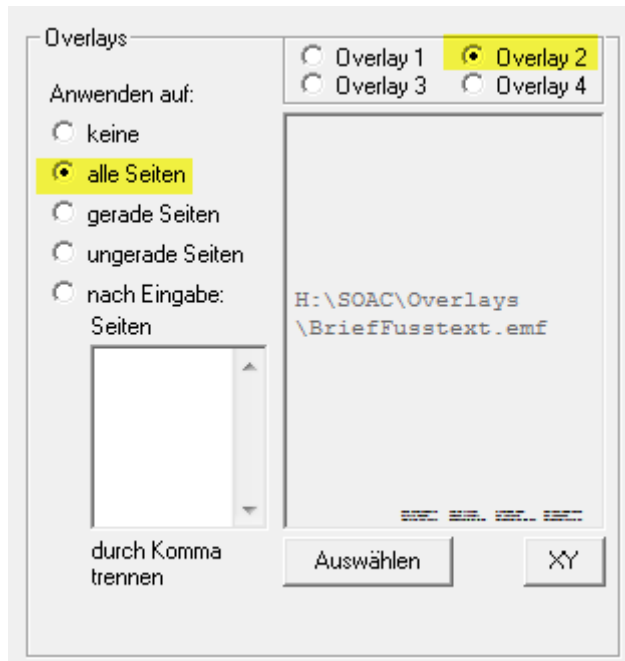 Overlays
Overlay 1 Overlay 2
Overlay 3 Overlay 4
Anwenden auf:
keine
alle Seiten
gerade Seiten
ungerade Seiten
nach Eingabe:
Seiten
durch Komma
trennen
H:\SOAC\Overlays
\BriefFusstext.emf
Auswählen XY